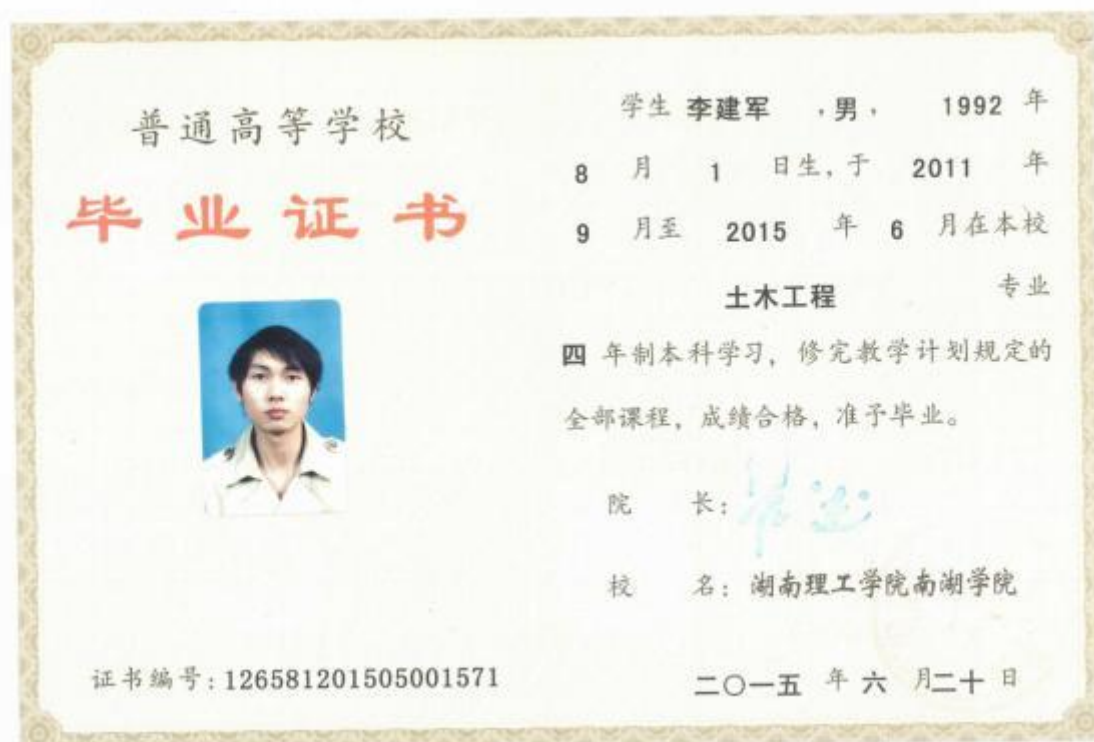 普通高等学校
毕业证书
证书编号:126581201505001571
学生 李建军 ,男, 1992 年
8 月 1 日生,于 2011 年
9 月至 2015 年 6 月在本校
土木工程 专业
四 年制本科学习,修完教学计划规定的
全部课程,成绩合格,准予毕业。
院 长:
校 名:湖南理工学院南湖学院
二〇一五 年 六 月二十 日